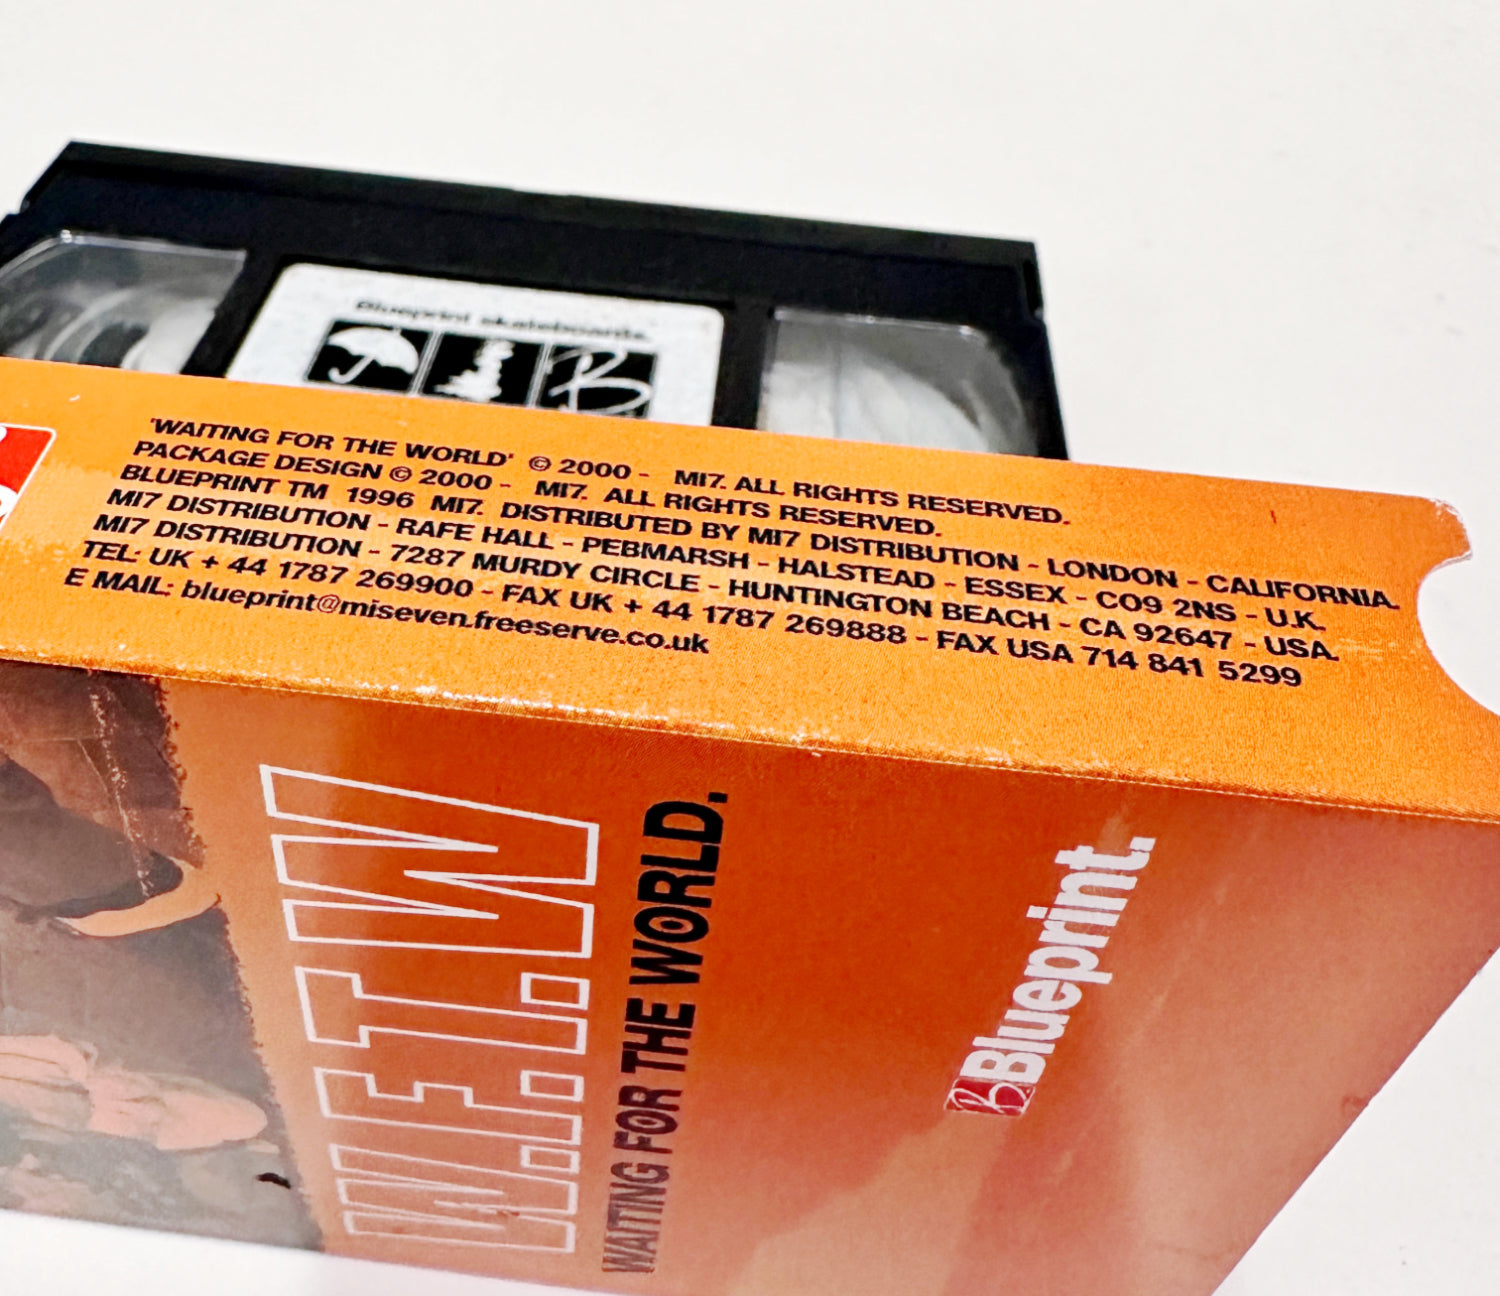 Blueprint skateboards.
B
'WAITING FOR THE WORLD' © 2000 - MI7. ALL RIGHTS RESERVED.
PACKAGE DESIGN © 2000 - MI7. ALL RIGHTS RESERVED.
BLUEPRINT TM 1996 MI7. DISTRIBUTED BY MI7 DISTRIBUTION - LONDON - CALIFORNIA.
MI7 DISTRIBUTION - RAFE HALL - PEBMARSH - HALSTEAD - ESSEX - CO9 2NS - U.K.
MI7 DISTRIBUTION - 7287 MURDY CIRCLE - HUNTINGTON BEACH - CA 92647 - USA.
TEL: UK + 44 1787 269900 - FAX UK + 44 1787 269888 - FAX USA 714 841 5299
E MAIL: blueprint@miseven.freeserve.co.uk
W.F.T.W
WAITING FOR THE WORLD.
B Blueprint.